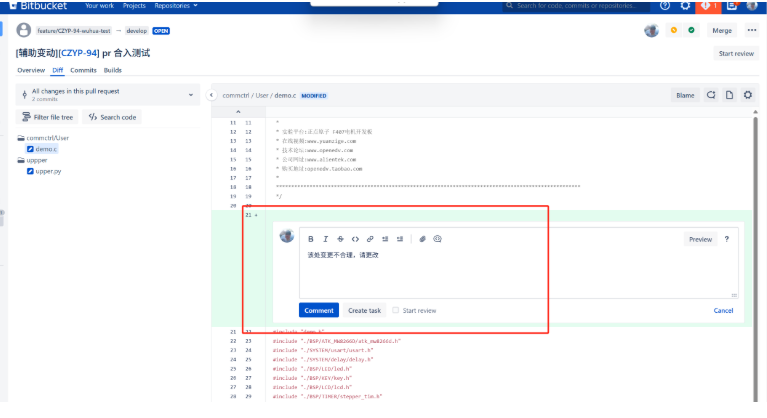 Bitbucket Your work Projects Repositories Search for code, commits or repositories... 1
feature/CZYP-94-wuhua-test → develop OPEN Merge
[辅助变动][CZYP-94] pr 合入测试 Start review
Overview Diff Commits Builds
All changes in this pull request
2 commits
commctrl / User / demo.c MODIFIED Blame
Filter file tree Search code
commctrl/User
demo.c
uppper
upper.py
11 11 *
12 12 * 实验平台:正点原子 F407电机开发板
13 13 * 在线视频:www.yuanzige.com
14 14 * 技术论坛:www.openedv.com
15 15 * 公司网址:www.alientek.com
16 16 * 购买地址:openedv.taobao.com
17 17 *
18 18
19 19 */
20 20
21 +
B I Preview ?
该处变更不合理，请更改
Comment Create task Start review Cancel
21 22 #include "demo.h"
22 23 #include "./BSP/ATK_MW8266D/atk_mw8266d.h"
23 24 #include "./SYSTEM/usart/usart.h"
24 25 #include "./SYSTEM/delay/delay.h"
25 26 #include "./BSP/LED/led.h"
26 27 #include "./BSP/KEY/key.h"
27 28 #include "./BSP/LCD/lcd.h"
28 29 #include "./BSP/TIMER/stepper_tim.h"